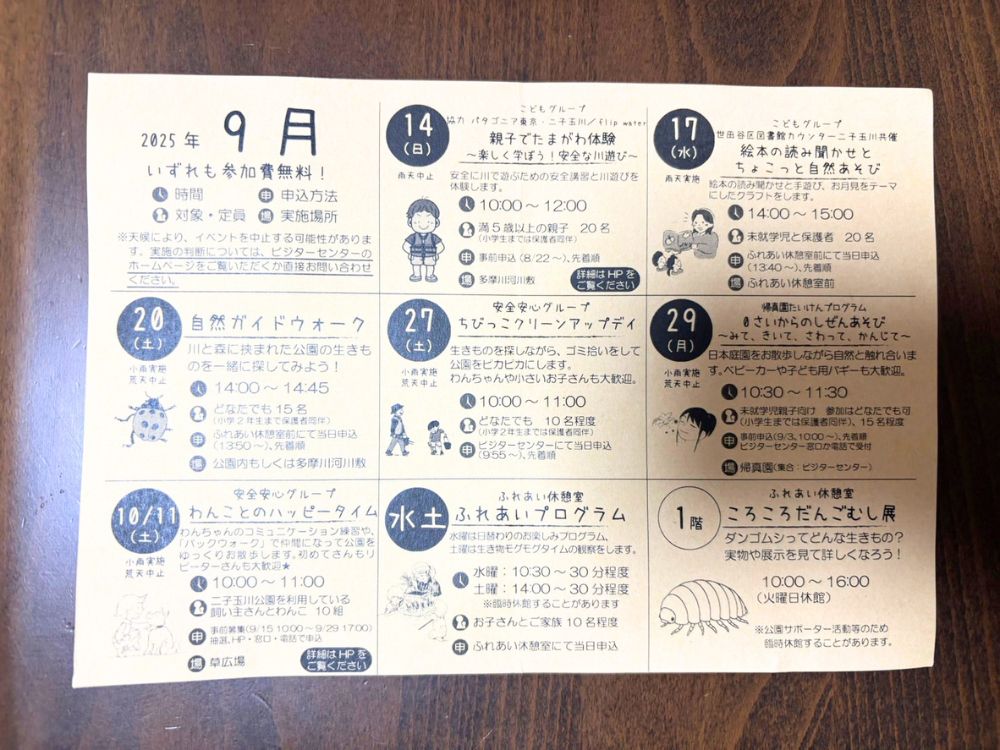 2025年 9月
いずれも参加費無料！
時間 申 申込方法
対象・定員 場 実施場所
※天候により、イベントを中止する可能性があります。実施の判断については、ビジターセンターの
ホームページをご覧いただくか直接お問い合わせ
ください。
14
(日)
雨天中止
こどもグループ
協力 パタゴニア東京・二子玉川／flip water
親子でたまがわ体験
～楽しく学ぼう！安全な川遊び～
安全に川で遊ぶための安全講習と川遊びを
体験します。
10:00～12:00
満5歳以上の親子 20名
(小学生までは保護者同伴)
申 事前申込(8/22～)、先着順
場 多摩川河川敷
詳細はHPを
ご覧ください
17
(水)
雨天実施
こどもグループ
世田谷区図書館カウンター二子玉川共催
絵本の読み聞かせと
ちょこっと自然あそび
絵本の読み聞かせと手遊び、お月見をテーマ
にしたクラフトをします。
14:00～15:00
未就学児と保護者 20名
申 ふれあい休憩室前にて当日申込
(13:40～)、先着順
場 ふれあい休憩室前
20
(土)
小雨実施
荒天中止
自然ガイドウォーク
川と森に挟まれた公園の生きも
のを一緒に探してみよう！
14:00～14:45
どなたでも15名
(小学2年生まで保護者同伴)
申 ふれあい休憩室前にて当日申込
(13:50～)、先着順
場 公園内もしくは多摩川河川敷
27
(土)
小雨実施
荒天中止
安全安心グループ
ちびっこクリーンアップデイ
生きものを探しながら、ゴミ拾いをして
公園をピカピカにします。
わんちゃんや小さいお子さんも大歓迎。
10:00～11:00
どなたでも 10名程度
(小学2年生までは保護者同伴)
申 ビジターセンターにて当日申込
(9:55～)、先着順
29
(月)
小雨実施
荒天中止
帰真園たいけんプログラム
0さいからのしぜんあそび
～みて、きいて、さわって、かんじて～
日本庭園をお散歩しながら自然と触れ合いま
す。ベビーカーや子ども用バギーも大歓迎。
10:30～11:30
未就学児親子向け 参加はどなたでも可
(小学生までは保護者同伴)、15名程度
申 事前申込(9/3、10:00～)、先着順
ビジターセンター窓口か電話で受付
場 帰真園(集合：ビジターセンター)
10/11
(土)
小雨実施
荒天中止
安全安心グループ
わんことのハッピータイム
わんちゃんのコミュニケーション練習や、
「パックウォーク」で仲間になって公園を
ゆっくりお散歩します。初めてさんもリ
ピーターさんも大歓迎★
10:00～11:00
二子玉川公園を利用している
飼い主さんとわんこ 10組
申 事前募集(9/15 10:00～9/29 17:00)
抽選、HP・窓口・電話で申込
場 草広場
詳細はHPを
ご覧ください
水 土
ふれあい休憩室
ふれあいプログラム
水曜は日替わりのお楽しみプログラム、
土曜は生き物モグモグタイムの観察をします。
水曜：10:30～30分程度
土曜：14:00～30分程度
※臨時休館することがあります
お子さんとご家族10名程度
申 ふれあい休憩室にて当日申込
1階
ふれあい休憩室
ころころだんごむし展
ダンゴムシってどんな生きもの？
実物や展示を見て詳しくなろう！
10:00～16:00
(火曜日休館)
※公園サポーター活動等のため
臨時休館することがあります。